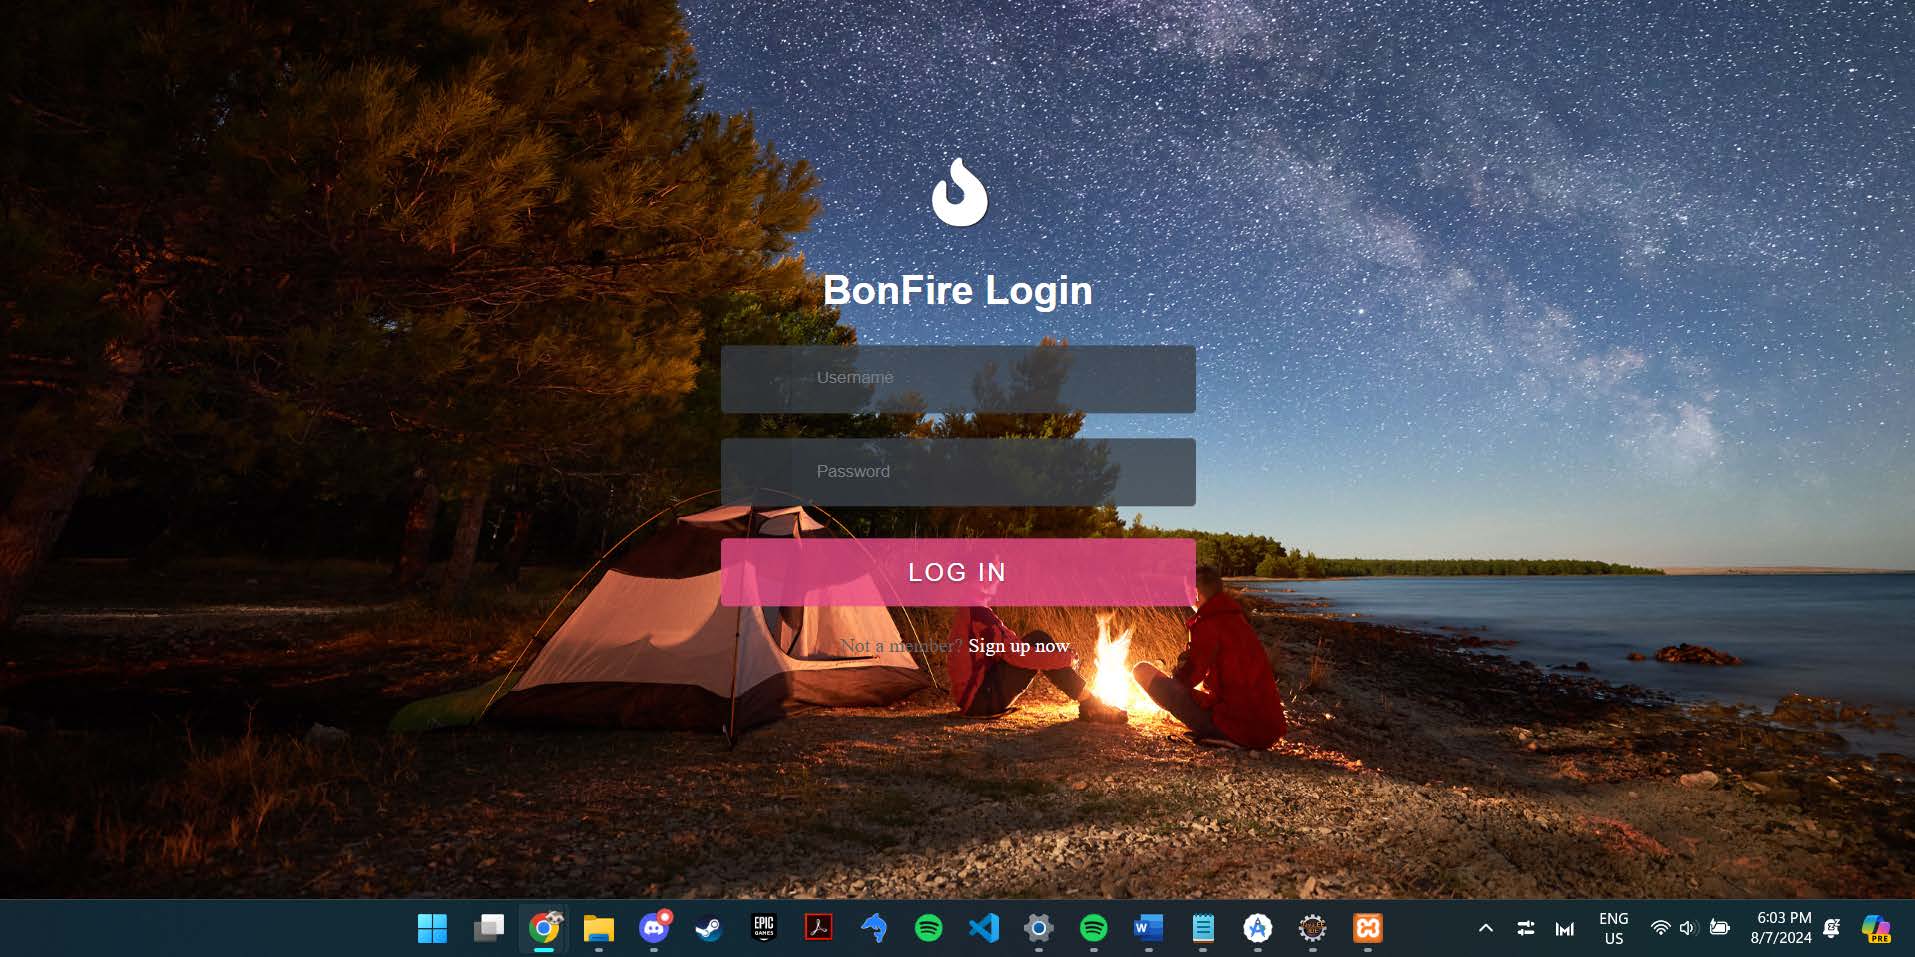 BonFire Login
Username
Password
LOG IN
Not a member? Sign up now
EPIC
GAMES
W
ENG
US
6:03 PM
8/7/2024
PRE